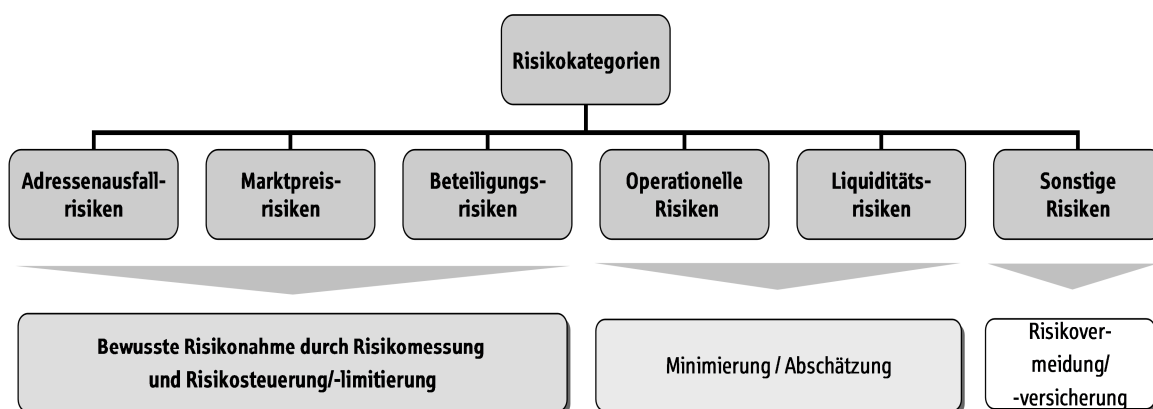 Risikokategorien
Adressenausfall-
risiken
Marktpreis-
risiken
Beteiligungs-
risiken
Operationelle
Risiken
Liquiditäts-
risiken
Sonstige
Risiken
Bewusste Risikonahme durch Risikomessung
und Risikosteuerung/-limitierung
Minimierung / Abschätzung
Risikover-
meidung/
-versicherung